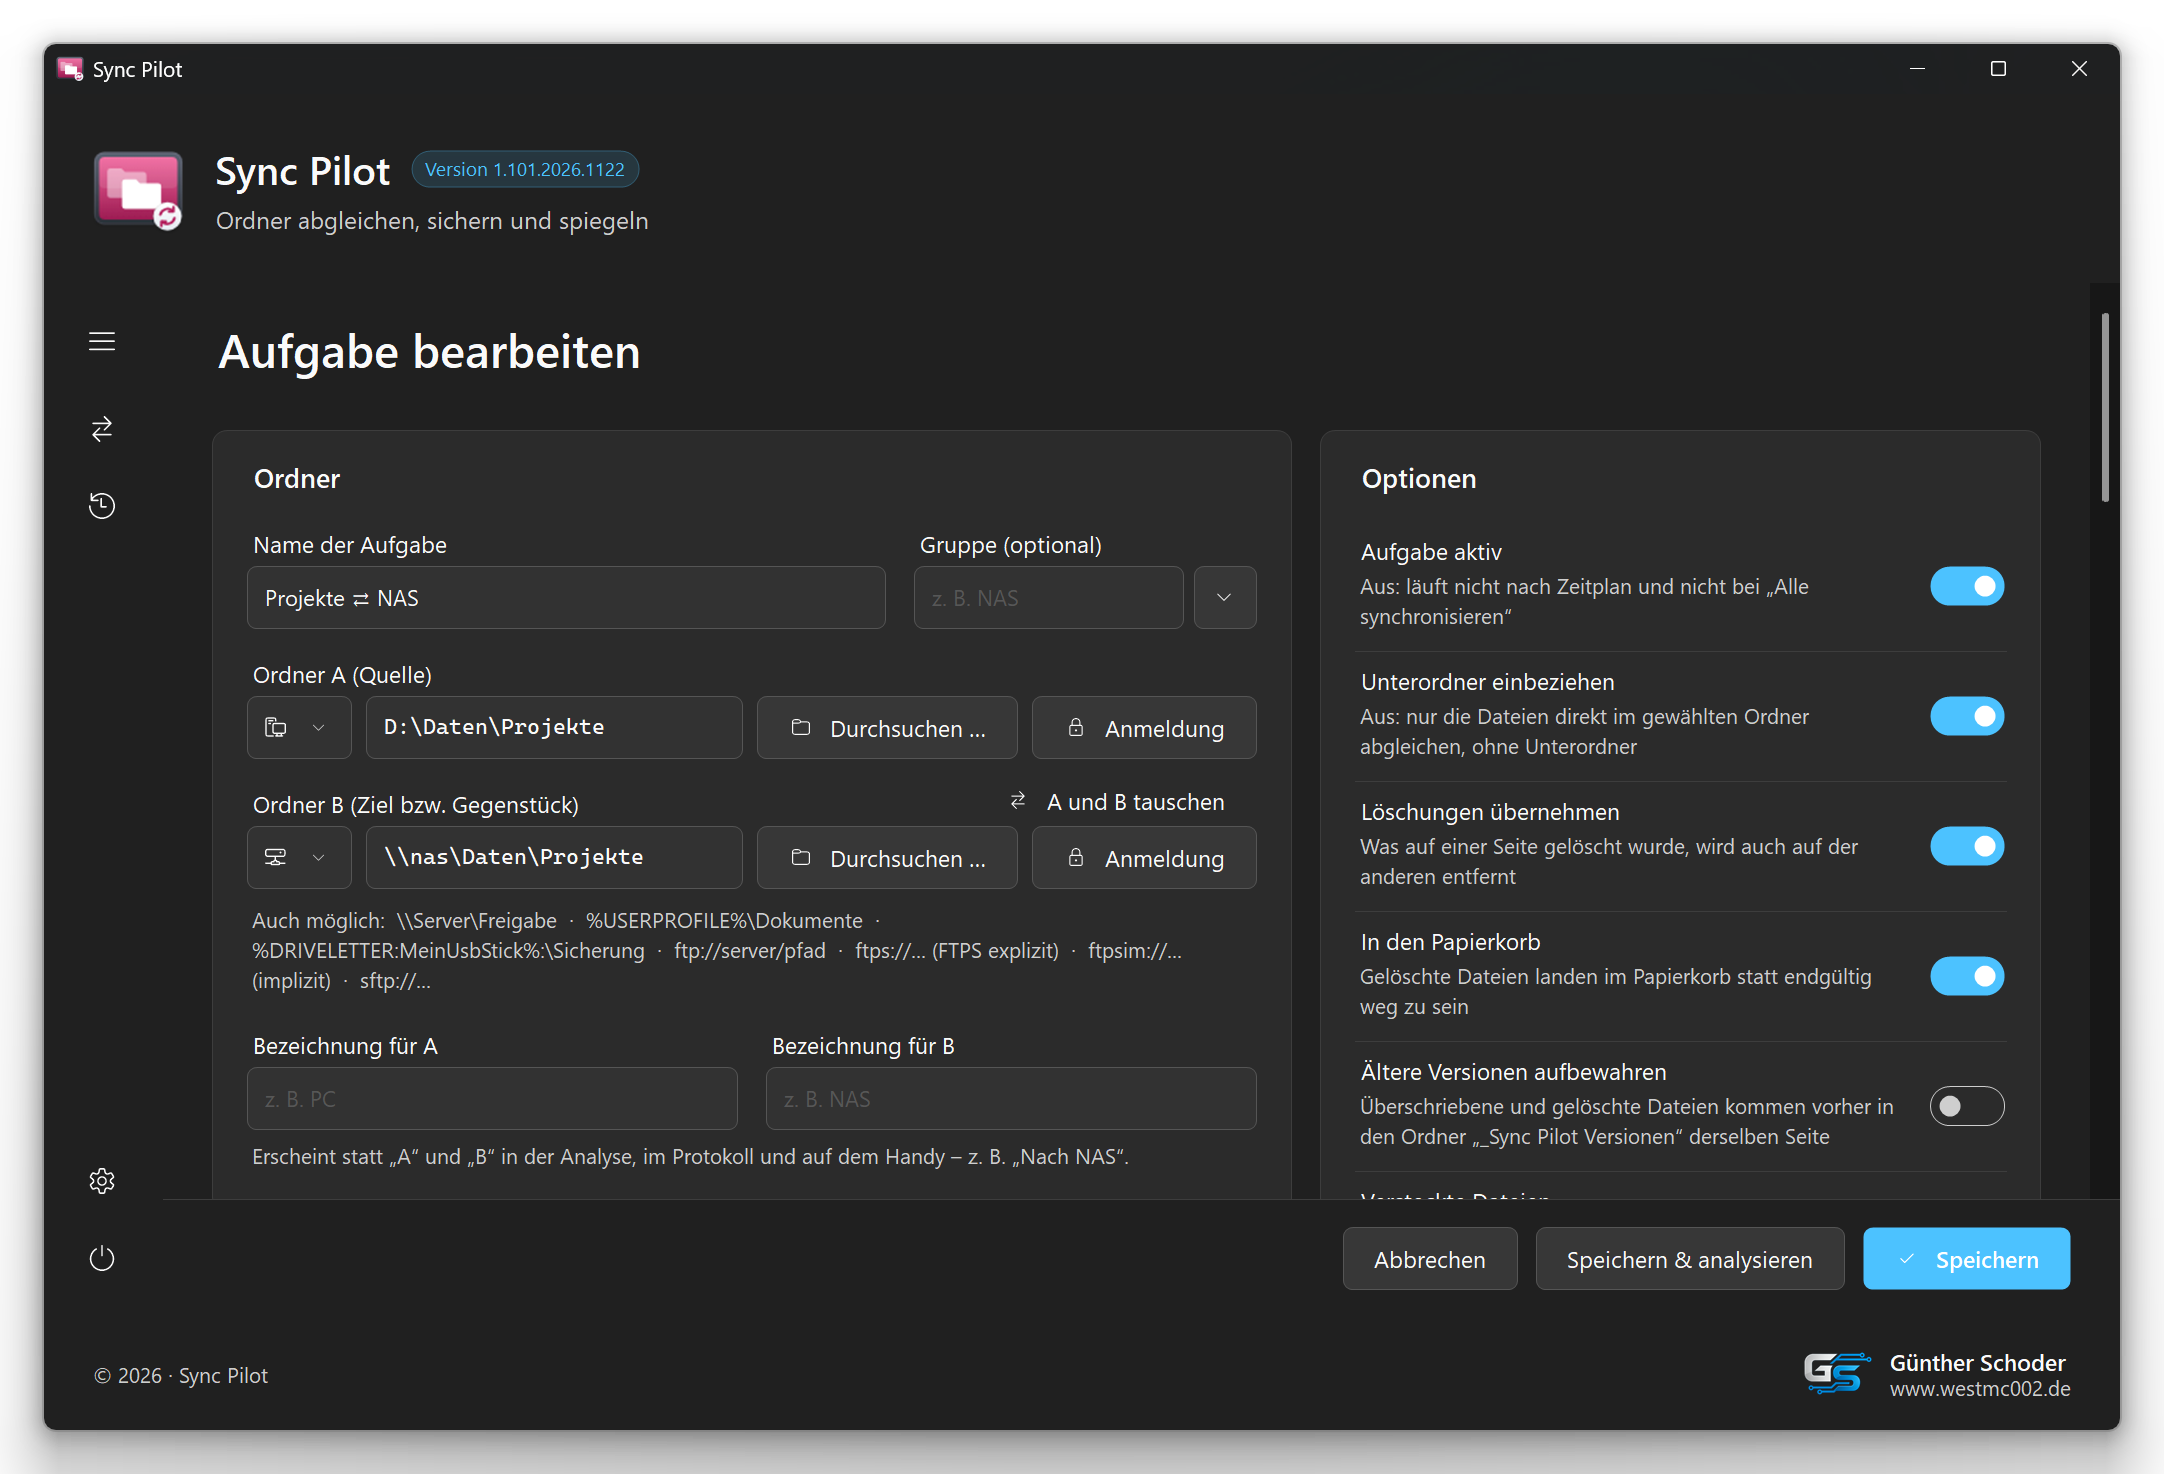 Sync Pilot
Sync Pilot
Version 1.101.2026.1122
Ordner abgleichen, sichern und spiegeln
Aufgabe bearbeiten
Ordner
Name der Aufgabe
Gruppe (optional)
Projekte ⇄ NAS
z. B. NAS
Ordner A (Quelle)
D:\Daten\Projekte
Durchsuchen ...
Anmeldung
Ordner B (Ziel bzw. Gegenstück)
A und B tauschen
\\nas\Daten\Projekte
Durchsuchen ...
Anmeldung
Auch möglich: \\Server\Freigabe · %USERPROFILE%\Dokumente ·
%DRIVELETTER:MeinUsbStick%:\Sicherung · ftp://server/pfad · ftps://... (FTPS explizit) · ftpsim://...
(implizit) · sftp://...
Bezeichnung für A
Bezeichnung für B
z. B. PC
z. B. NAS
Erscheint statt „A“ und „B“ in der Analyse, im Protokoll und auf dem Handy – z. B. „Nach NAS“.
Optionen
Aufgabe aktiv
Aus: läuft nicht nach Zeitplan und nicht bei „Alle
synchronisieren“
Unterordner einbeziehen
Aus: nur die Dateien direkt im gewählten Ordner
abgleichen, ohne Unterordner
Löschungen übernehmen
Was auf einer Seite gelöscht wurde, wird auch auf der
anderen entfernt
In den Papierkorb
Gelöschte Dateien landen im Papierkorb statt endgültig
weg zu sein
Ältere Versionen aufbewahren
Überschriebene und gelöschte Dateien kommen vorher in
den Ordner „_Sync Pilot Versionen“ derselben Seite
Versteckte Dateien
Abbrechen
Speichern & analysieren
Speichern
© 2026 · Sync Pilot
GS
Günther Schoder
www.westmc002.de